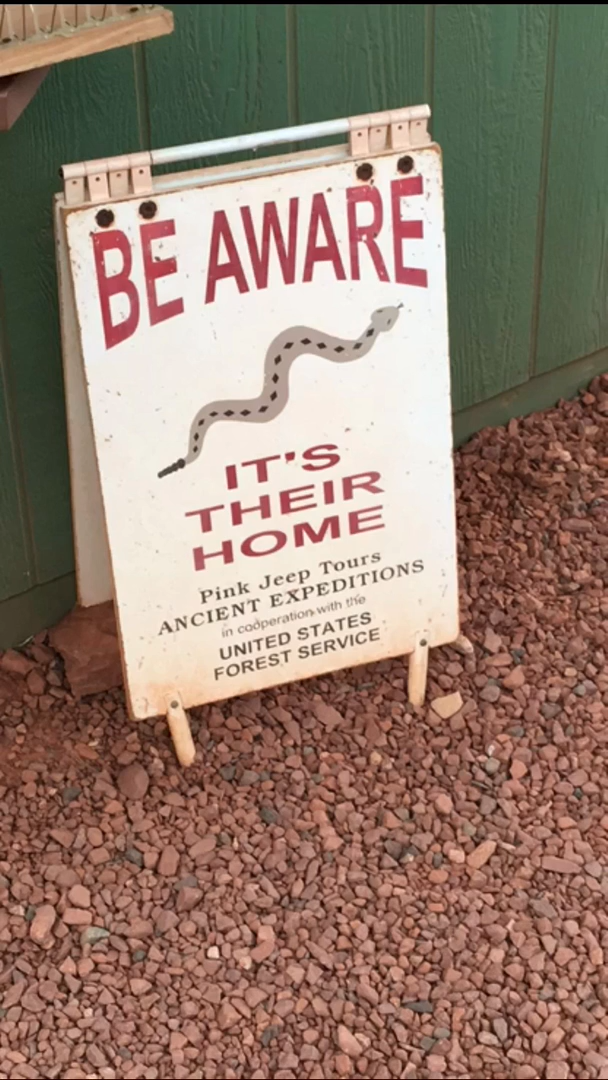 BE AWARE
IT'S
THEIR
HOME
Pink Jeep Tours
ANCIENT EXPEDITIONS
in cooperation with the
UNITED STATES
FOREST SERVICE